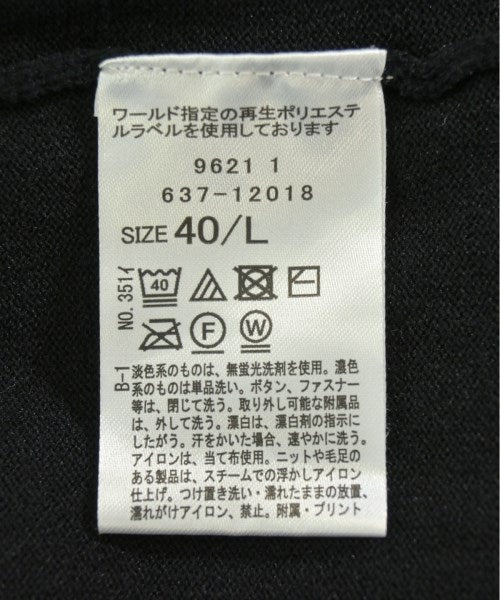 ワールド指定の再生ポリエステ
ルラベルを使用しております
9621 1
637-12018
SIZE 40/L
NO. 351イ
40
F W
B-1
淡色系のものは、無蛍光洗剤を使用。濃色
系のものは単品洗い。ボタン、ファスナー
等は、閉じて洗う。取り外し可能な附属品
は、外して洗う。漂白は、漂白剤の指示に
したがう。汗をかいた場合、速やかに洗う。
アイロンは、当て布使用。ニットや毛足の
ある製品は、スチームでの浮かしアイロン
仕上げ。つけ置き洗い・濡れたままの放置、
濡れがけアイロン、禁止。附属・プリント